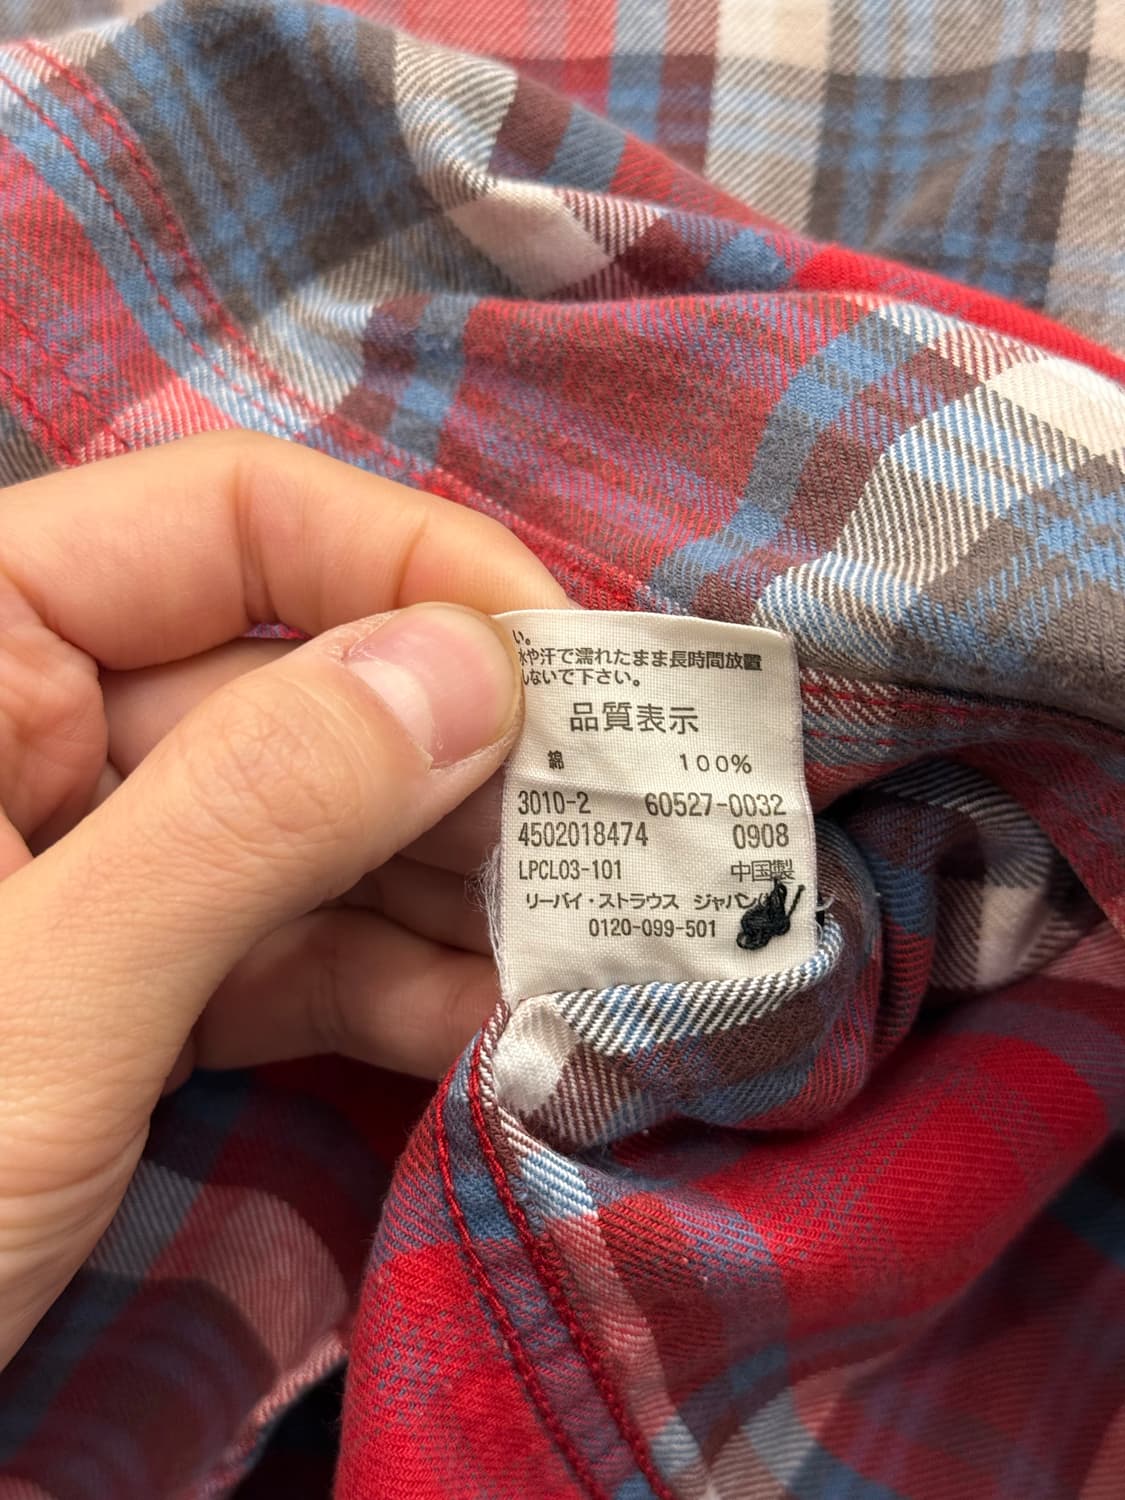 い。
水や汗で濡れたまま長時間放置
しないで下さい。
品質表示
綿 100%
3010-2 60527-0032
4502018474 0908
LPCL03-101 中国製
リーバイ・ストラウス ジャパン
0120-099-501